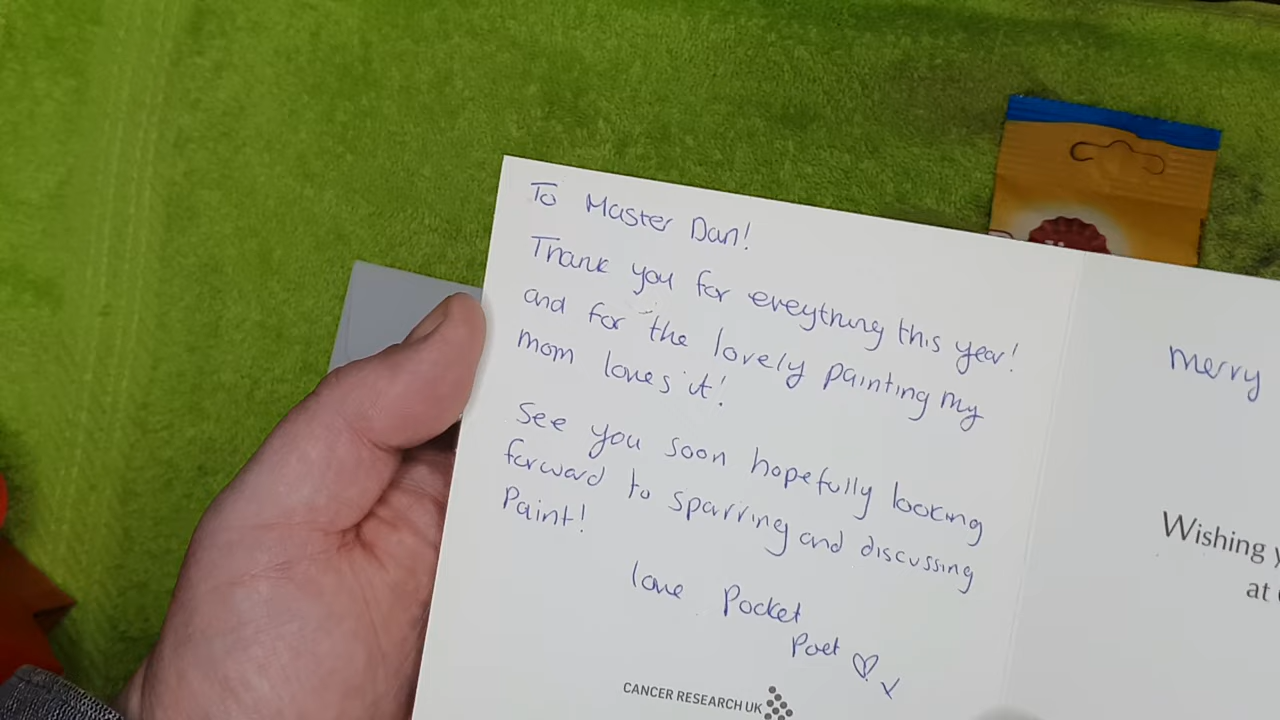 To Master Dan!
Thank you for eveything this year!
and for the lovely painting my
mom loves it!
See you soon hopefully looking
forward to sparring and discussing
Paint!
love Pocket
Poet
CANCER RESEARCH UK
merry
Wishing
at